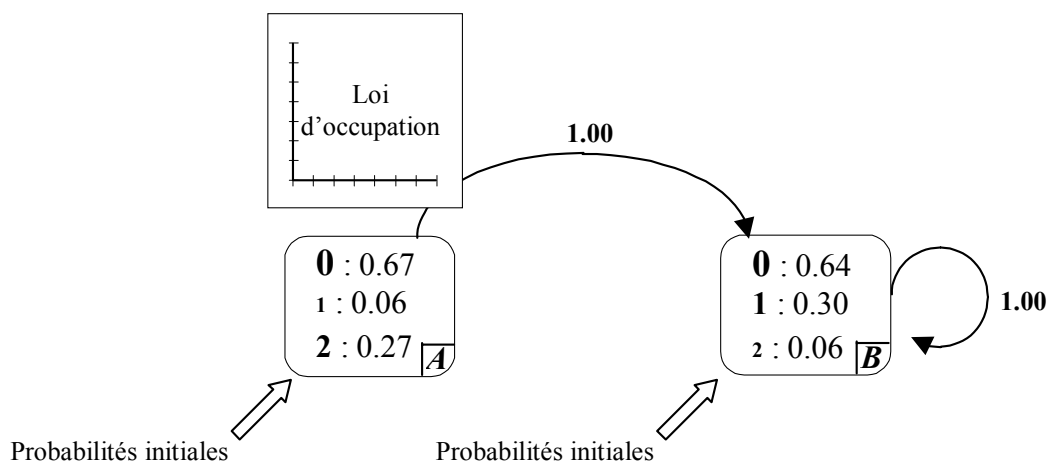 Loi
d'occupation
1.00
0 : 0.67
1 : 0.06
2 : 0.27
A
0 : 0.64
1 : 0.30
2 : 0.06
B
1.00
Probabilités initiales
Probabilités initiales